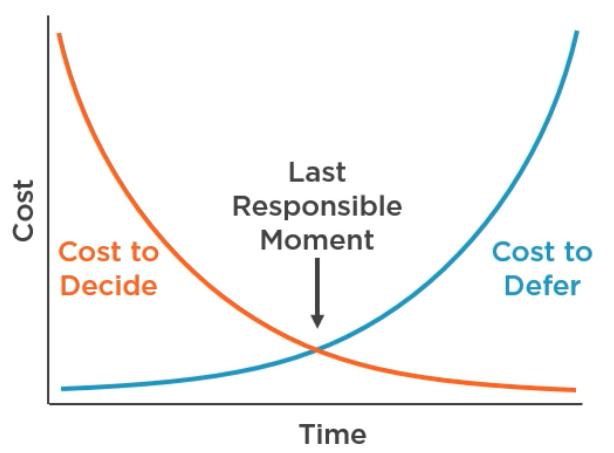 Last
Responsible
Moment
Cost
Cost to
Decide
Cost to
Defer
Time